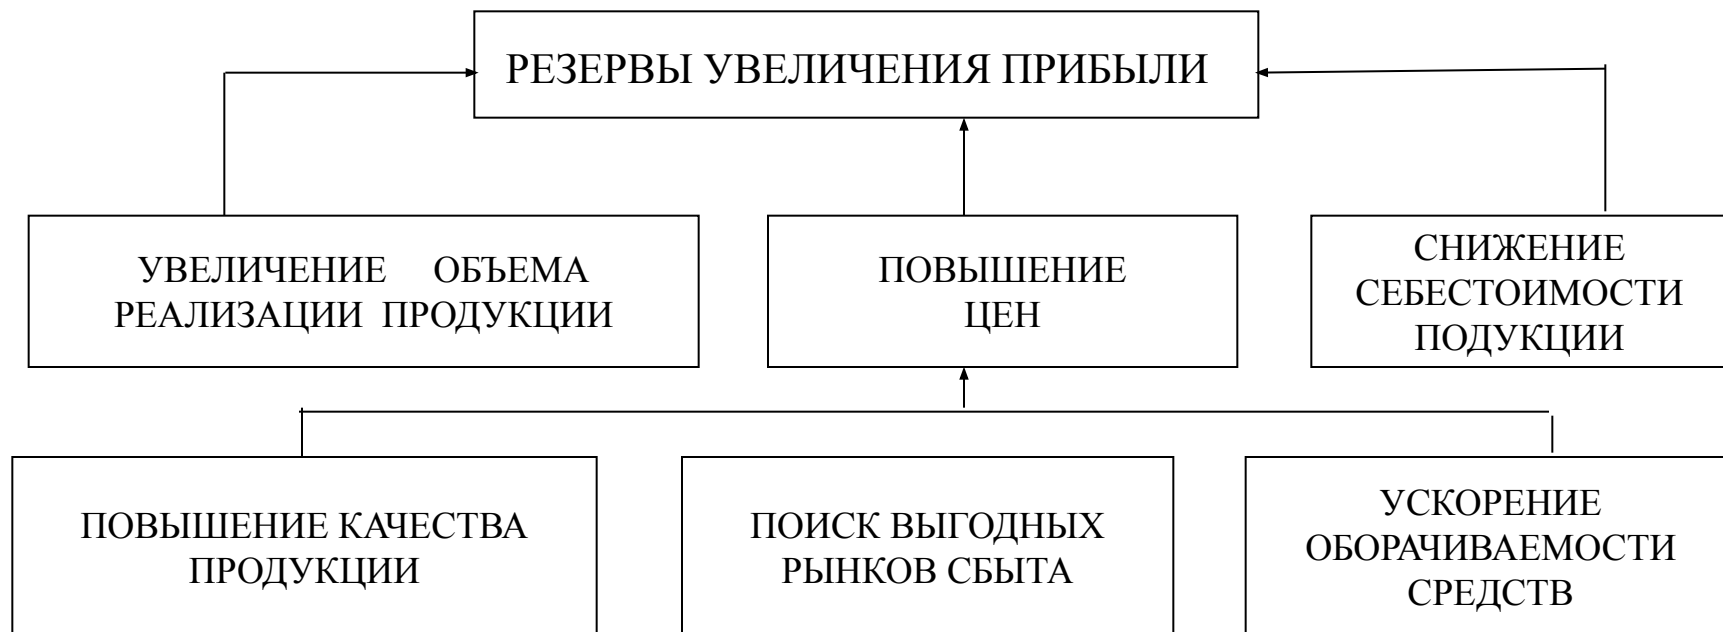 РЕЗЕРВЫ УВЕЛИЧЕНИЯ ПРИБЫЛИ
УВЕЛИЧЕНИЕ ОБЪЕМА
РЕАЛИЗАЦИИ ПРОДУКЦИИ
ПОВЫШЕНИЕ
ЦЕН
СНИЖЕНИЕ
СЕБЕСТОИМОСТИ
ПОДУКЦИИ
ПОВЫШЕНИЕ КАЧЕСТВА
ПРОДУКЦИИ
ПОИСК ВЫГОДНЫХ
РЫНКОВ СБЫТА
УСКОРЕНИЕ
ОБОРАЧИВАЕМОСТИ
СРЕДСТВ